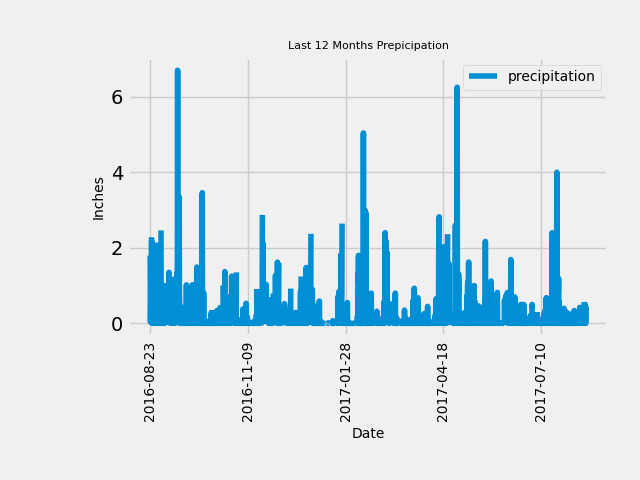 Last 12 Months Prepicipation
precipitation
6
4
2
0
Inches
2016-08-23
2016-11-09
2017-01-28
2017-04-18
2017-07-10
Date